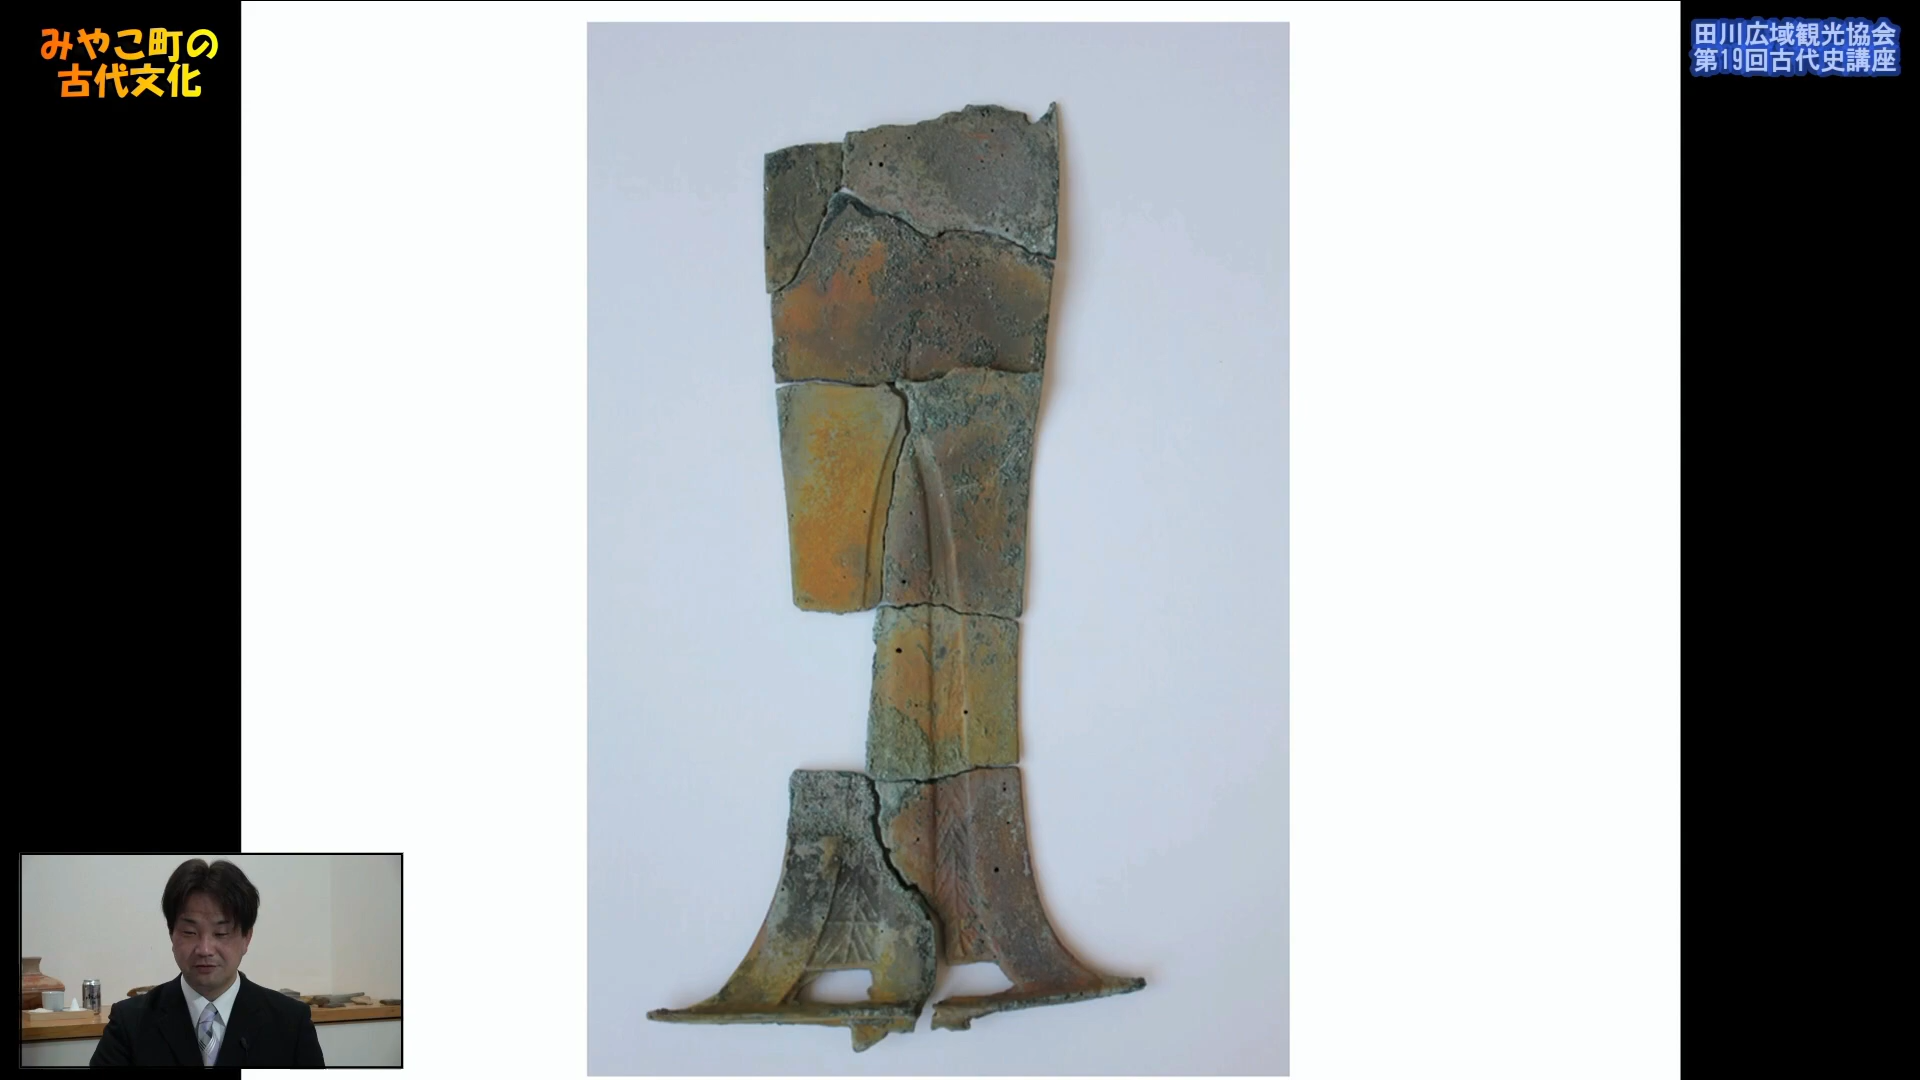 みやこ町の
古代文化
田川広域観光協会
第19回古代史講座